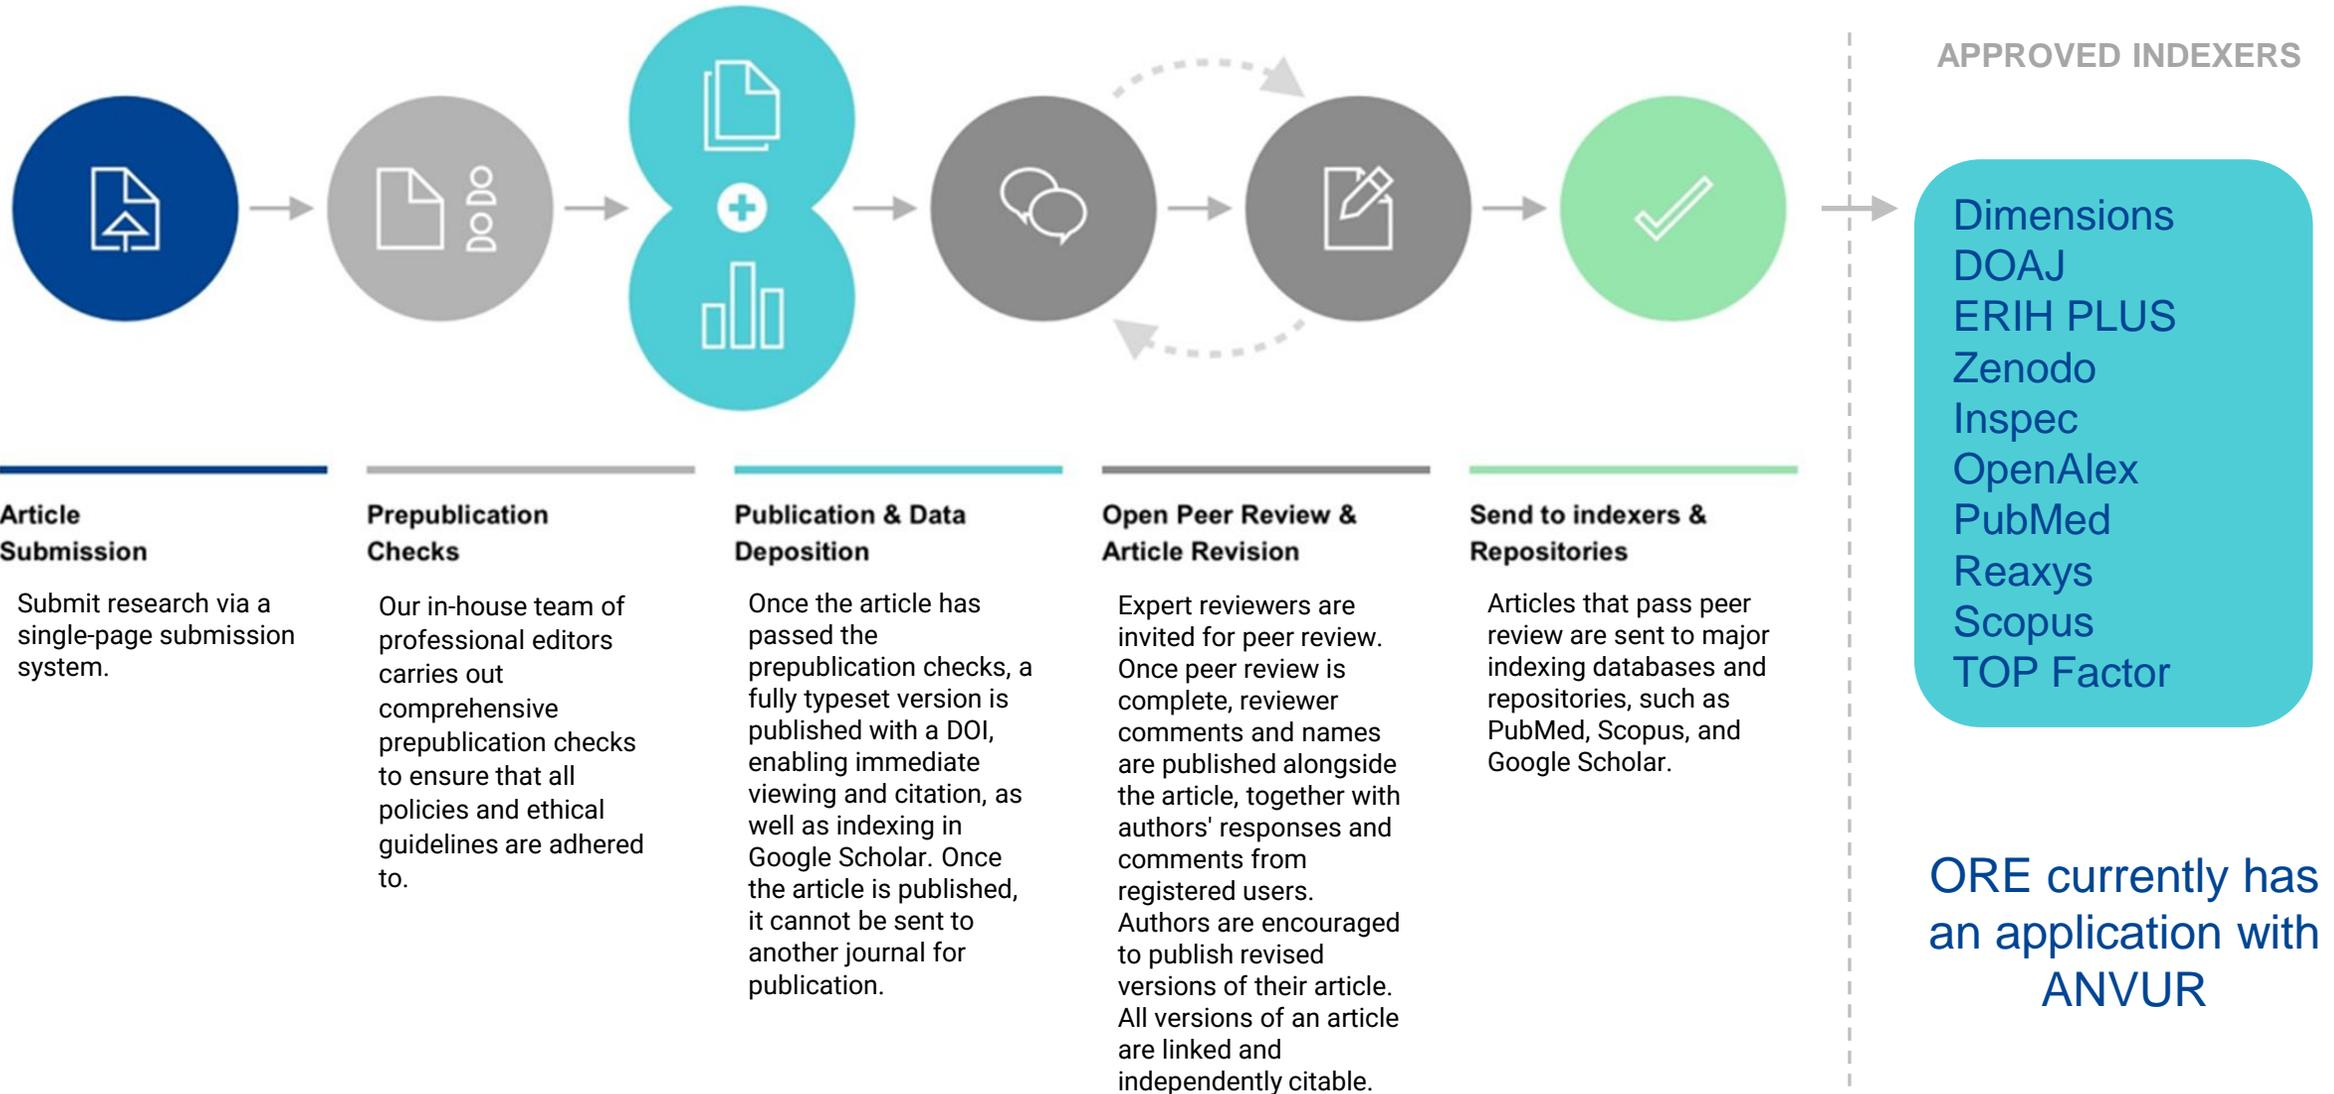 Article
Submission
Submit research via a
single-page submission
system.
Prepublication
Checks
Our in-house team of
professional editors
carries out
comprehensive
prepublication checks
to ensure that all
policies and ethical
guidelines are adhered
to.
Publication & Data
Deposition
Once the article has
passed the
prepublication checks, a
fully typeset version is
published with a DOI,
enabling immediate
viewing and citation, as
well as indexing in
Google Scholar. Once
the article is published,
it cannot be sent to
another journal for
publication.
Open Peer Review &
Article Revision
Expert reviewers are
invited for peer review.
Once peer review is
complete, reviewer
comments and names
are published alongside
the article, together with
authors' responses and
comments from
registered users.
Authors are encouraged
to publish revised
versions of their article.
All versions of an article
are linked and
independently citable.
Send to indexers &
Repositories
Articles that pass peer
review are sent to major
indexing databases and
repositories, such as
PubMed, Scopus, and
Google Scholar.
APPROVED INDEXERS
Dimensions
DOAJ
ERIH PLUS
Zenodo
Inspec
OpenAlex
PubMed
Reaxys
Scopus
TOP Factor
ORE currently has
an application with
ANVUR